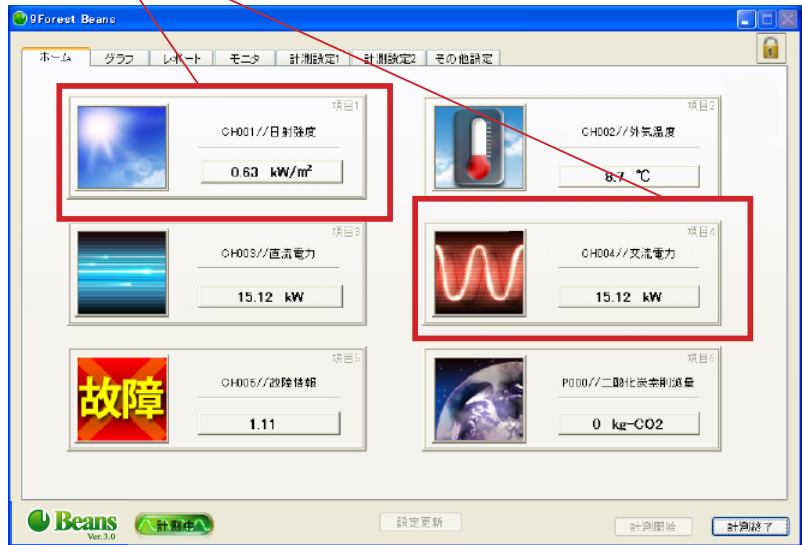 9Forest Beans
ホーム グラフ レポート モニタ 計測設定1 計測設定2 その他設定
項目1
CH001//日射強度
0.63 kW/m²
項目2
CH002//外気温度
8.7 ℃
項目3
CH003//直流電力
15.12 kW
項目4
CH004//交流電力
15.12 kW
項目5
故障
CH005//故障情報
1.11
項目6
P000//二酸化炭素削減量
0 kg-CO2
Beans
Ver.3.0
計測中
設定更新
計測開始
計測終了